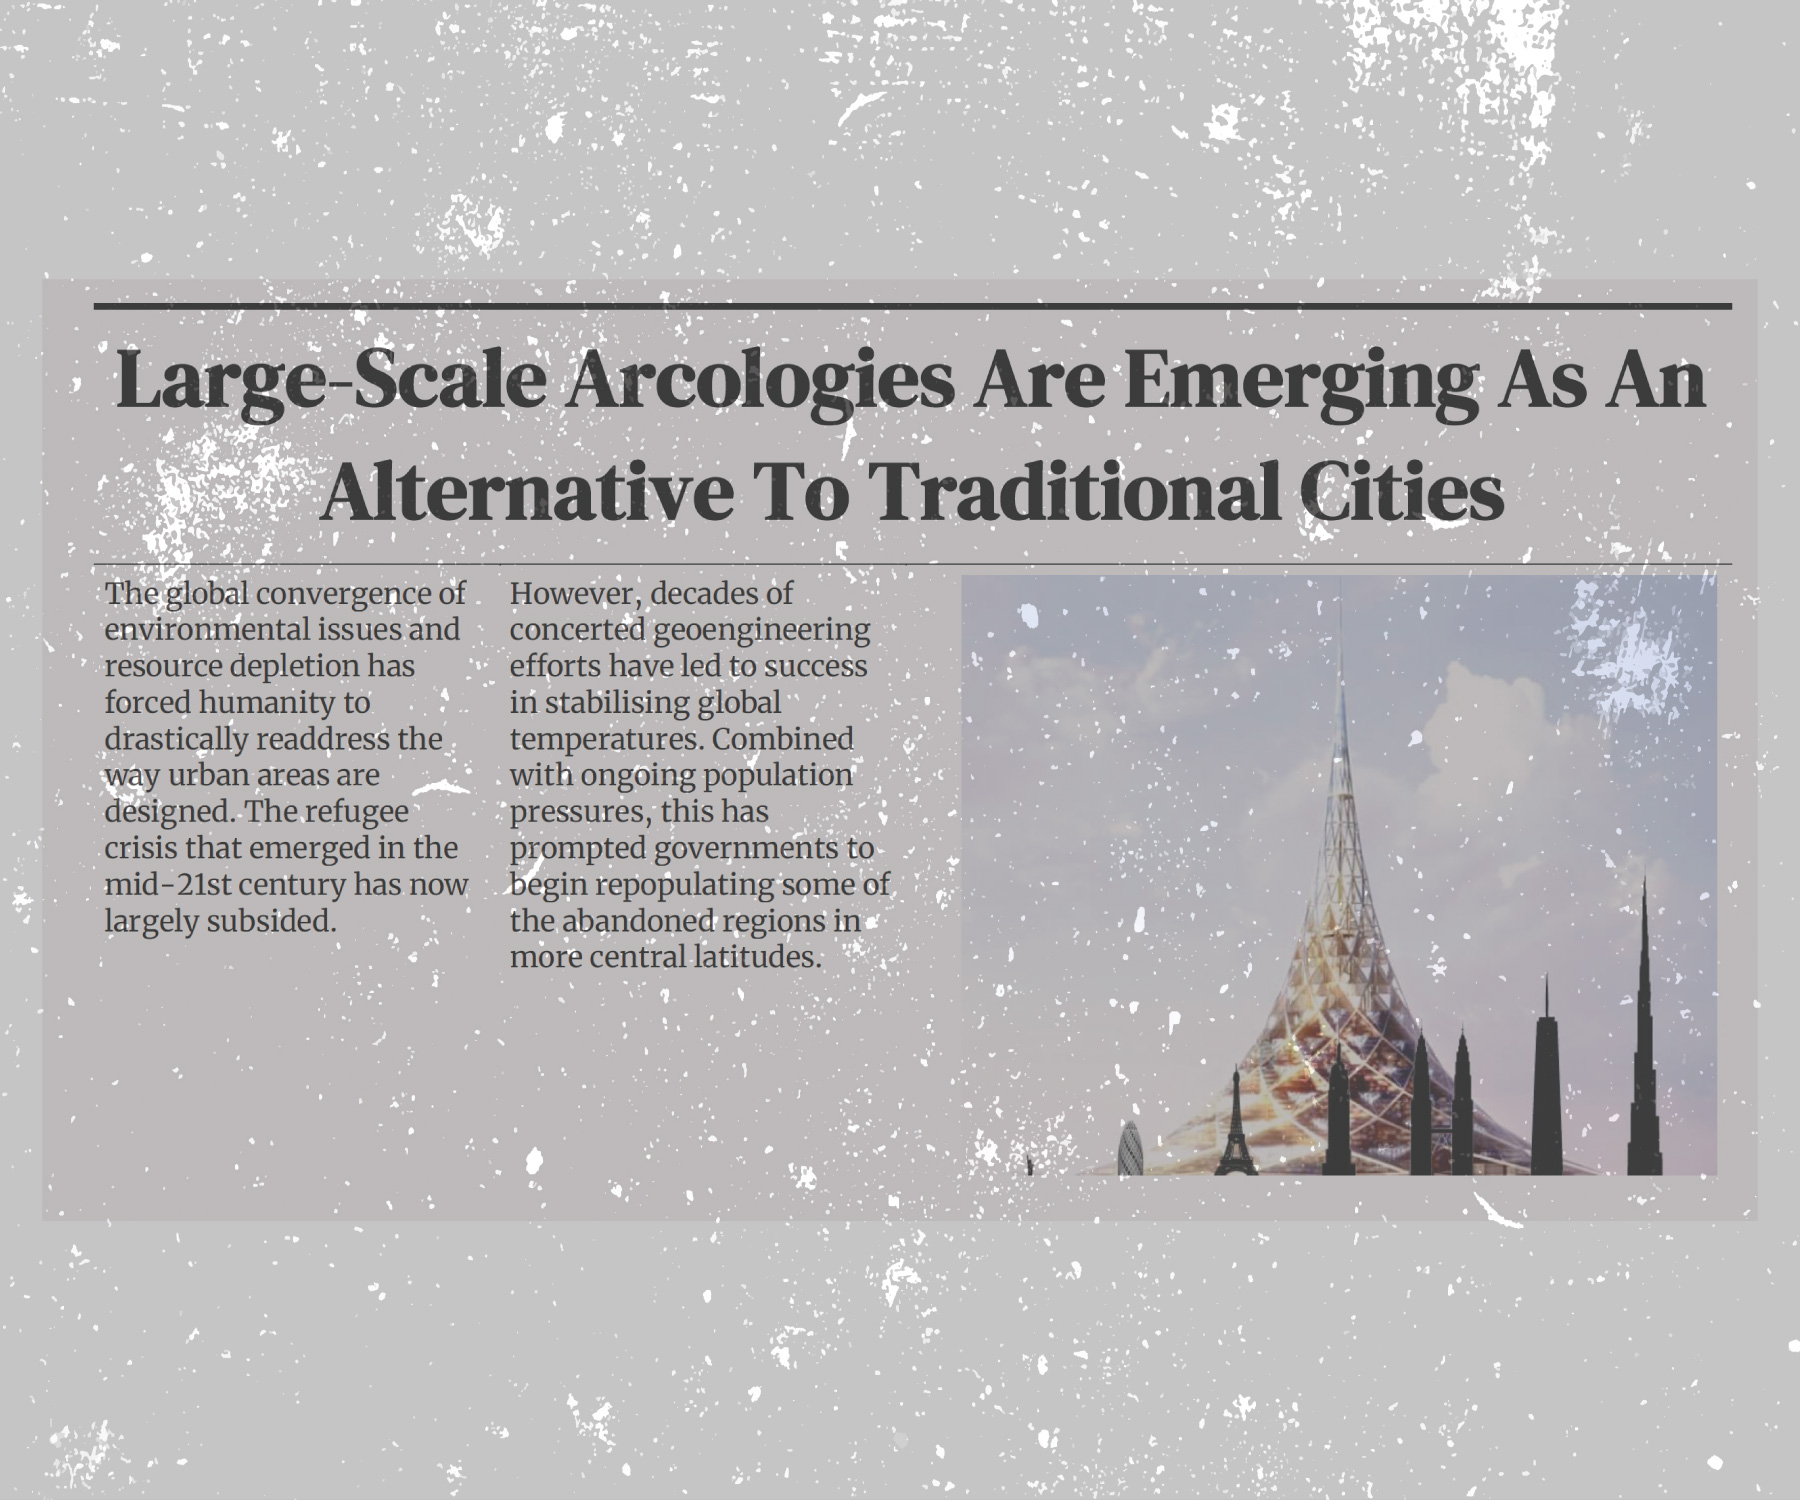 Large-Scale Arcologies Are Emerging As An
Alternative To Traditional Cities
The global convergence of
environmental issues and
resource depletion has
forced humanity to
drastically readdress the
way urban areas are
designed. The refugee
crisis that emerged in the
mid-21st century has now
largely subsided.
However, decades of
concerted geoengineering
efforts have led to success
in stabilising global
temperatures. Combined
with ongoing population
pressures, this has
prompted governments to
begin repopulating some of
the abandoned regions in
more central latitudes.